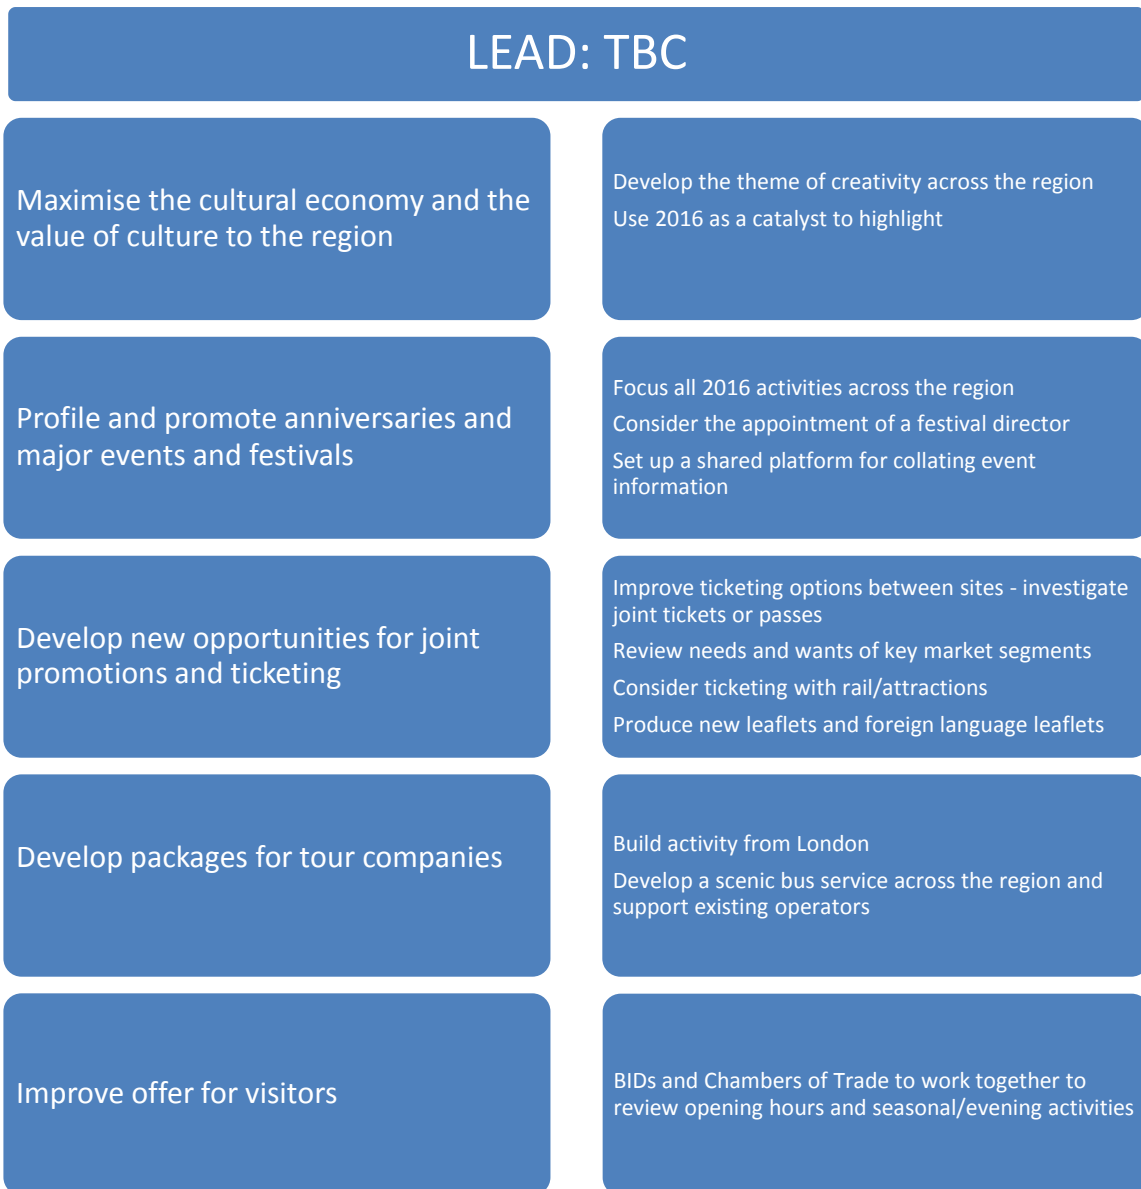 LEAD: TBC
Maximise the cultural economy and the
value of culture to the region
Develop the theme of creativity across the region
Use 2016 as a catalyst to highlight
Profile and promote anniversaries and
major events and festivals
Focus all 2016 activities across the region
Consider the appointment of a festival director
Set up a shared platform for collating event
information
Develop new opportunities for joint
promotions and ticketing
Improve ticketing options between sites - investigate
joint tickets or passes
Review needs and wants of key market segments
Consider ticketing with rail/attractions
Produce new leaflets and foreign language leaflets
Develop packages for tour companies
Build activity from London
Develop a scenic bus service across the region and
support existing operators
Improve offer for visitors
BIDs and Chambers of Trade to work together to
review opening hours and seasonal/evening activities